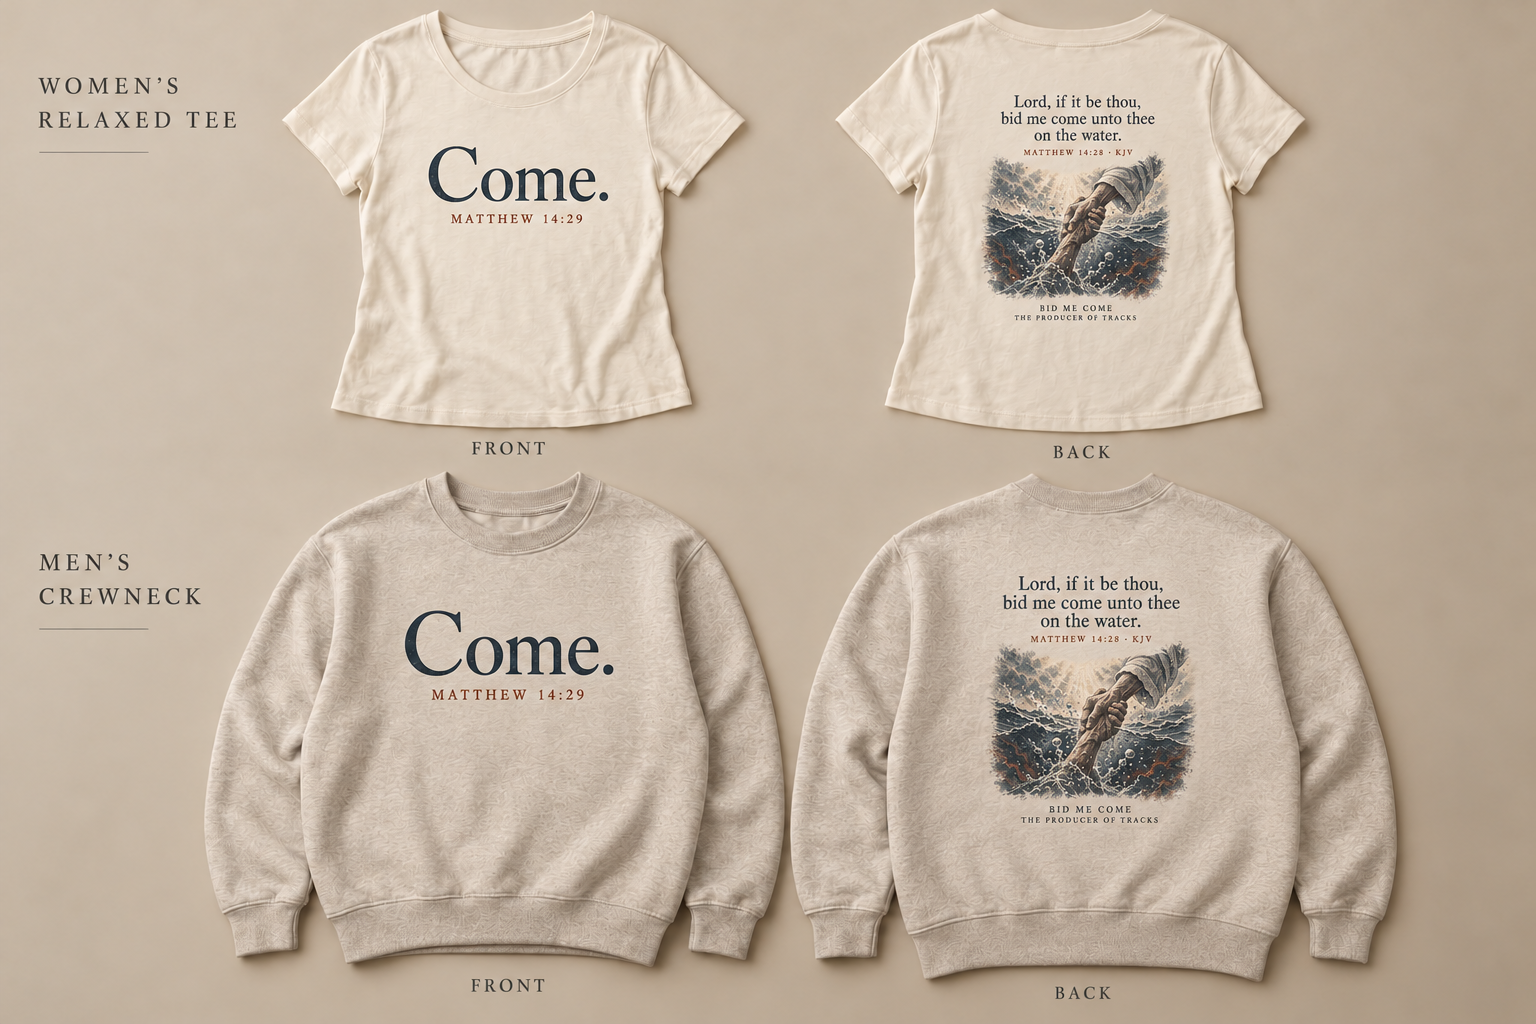 WOMEN'S
RELAXED TEE
Come.
MATTHEW 14:29
FRONT
Lord, if it be thou,
bid me come unto thee
on the water.
MATTHEW 14:28 · KJV
BID ME COME
THE PRODUCER OF TRACKS
BACK
MEN'S
CREWNECK
Come.
MATTHEW 14:29
FRONT
Lord, if it be thou,
bid me come unto thee
on the water.
MATTHEW 14:28 · KJV
BID ME COME
THE PRODUCER OF TRACKS
BACK